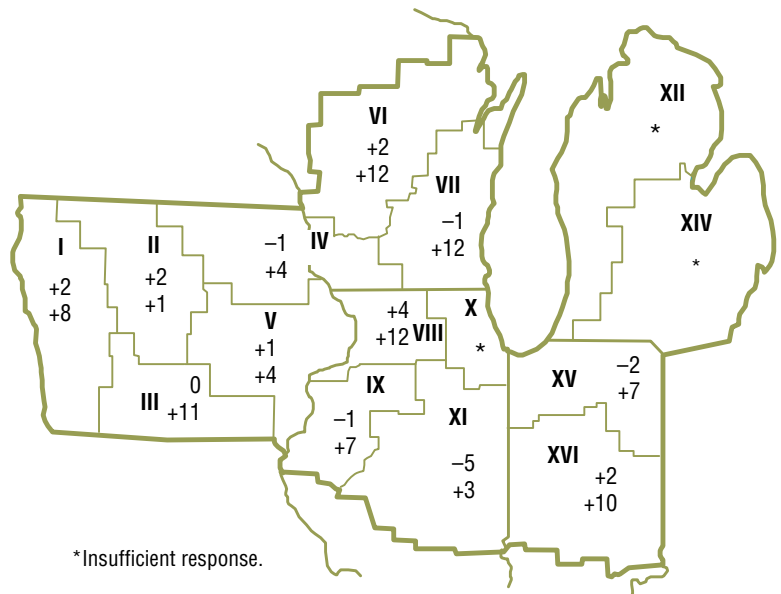 XII
*
VI
+2
+12
VII
–1
+12
XIV
*
I
+2
+8
II
+2
+1
–1
+4
IV
V
+1
+4
+4
+12
VIII
X
*
0
+11
III
IX
–1
+7
XI
–5
+3
XV
–2
+7
XVI
+2
+10
*Insufficient response.